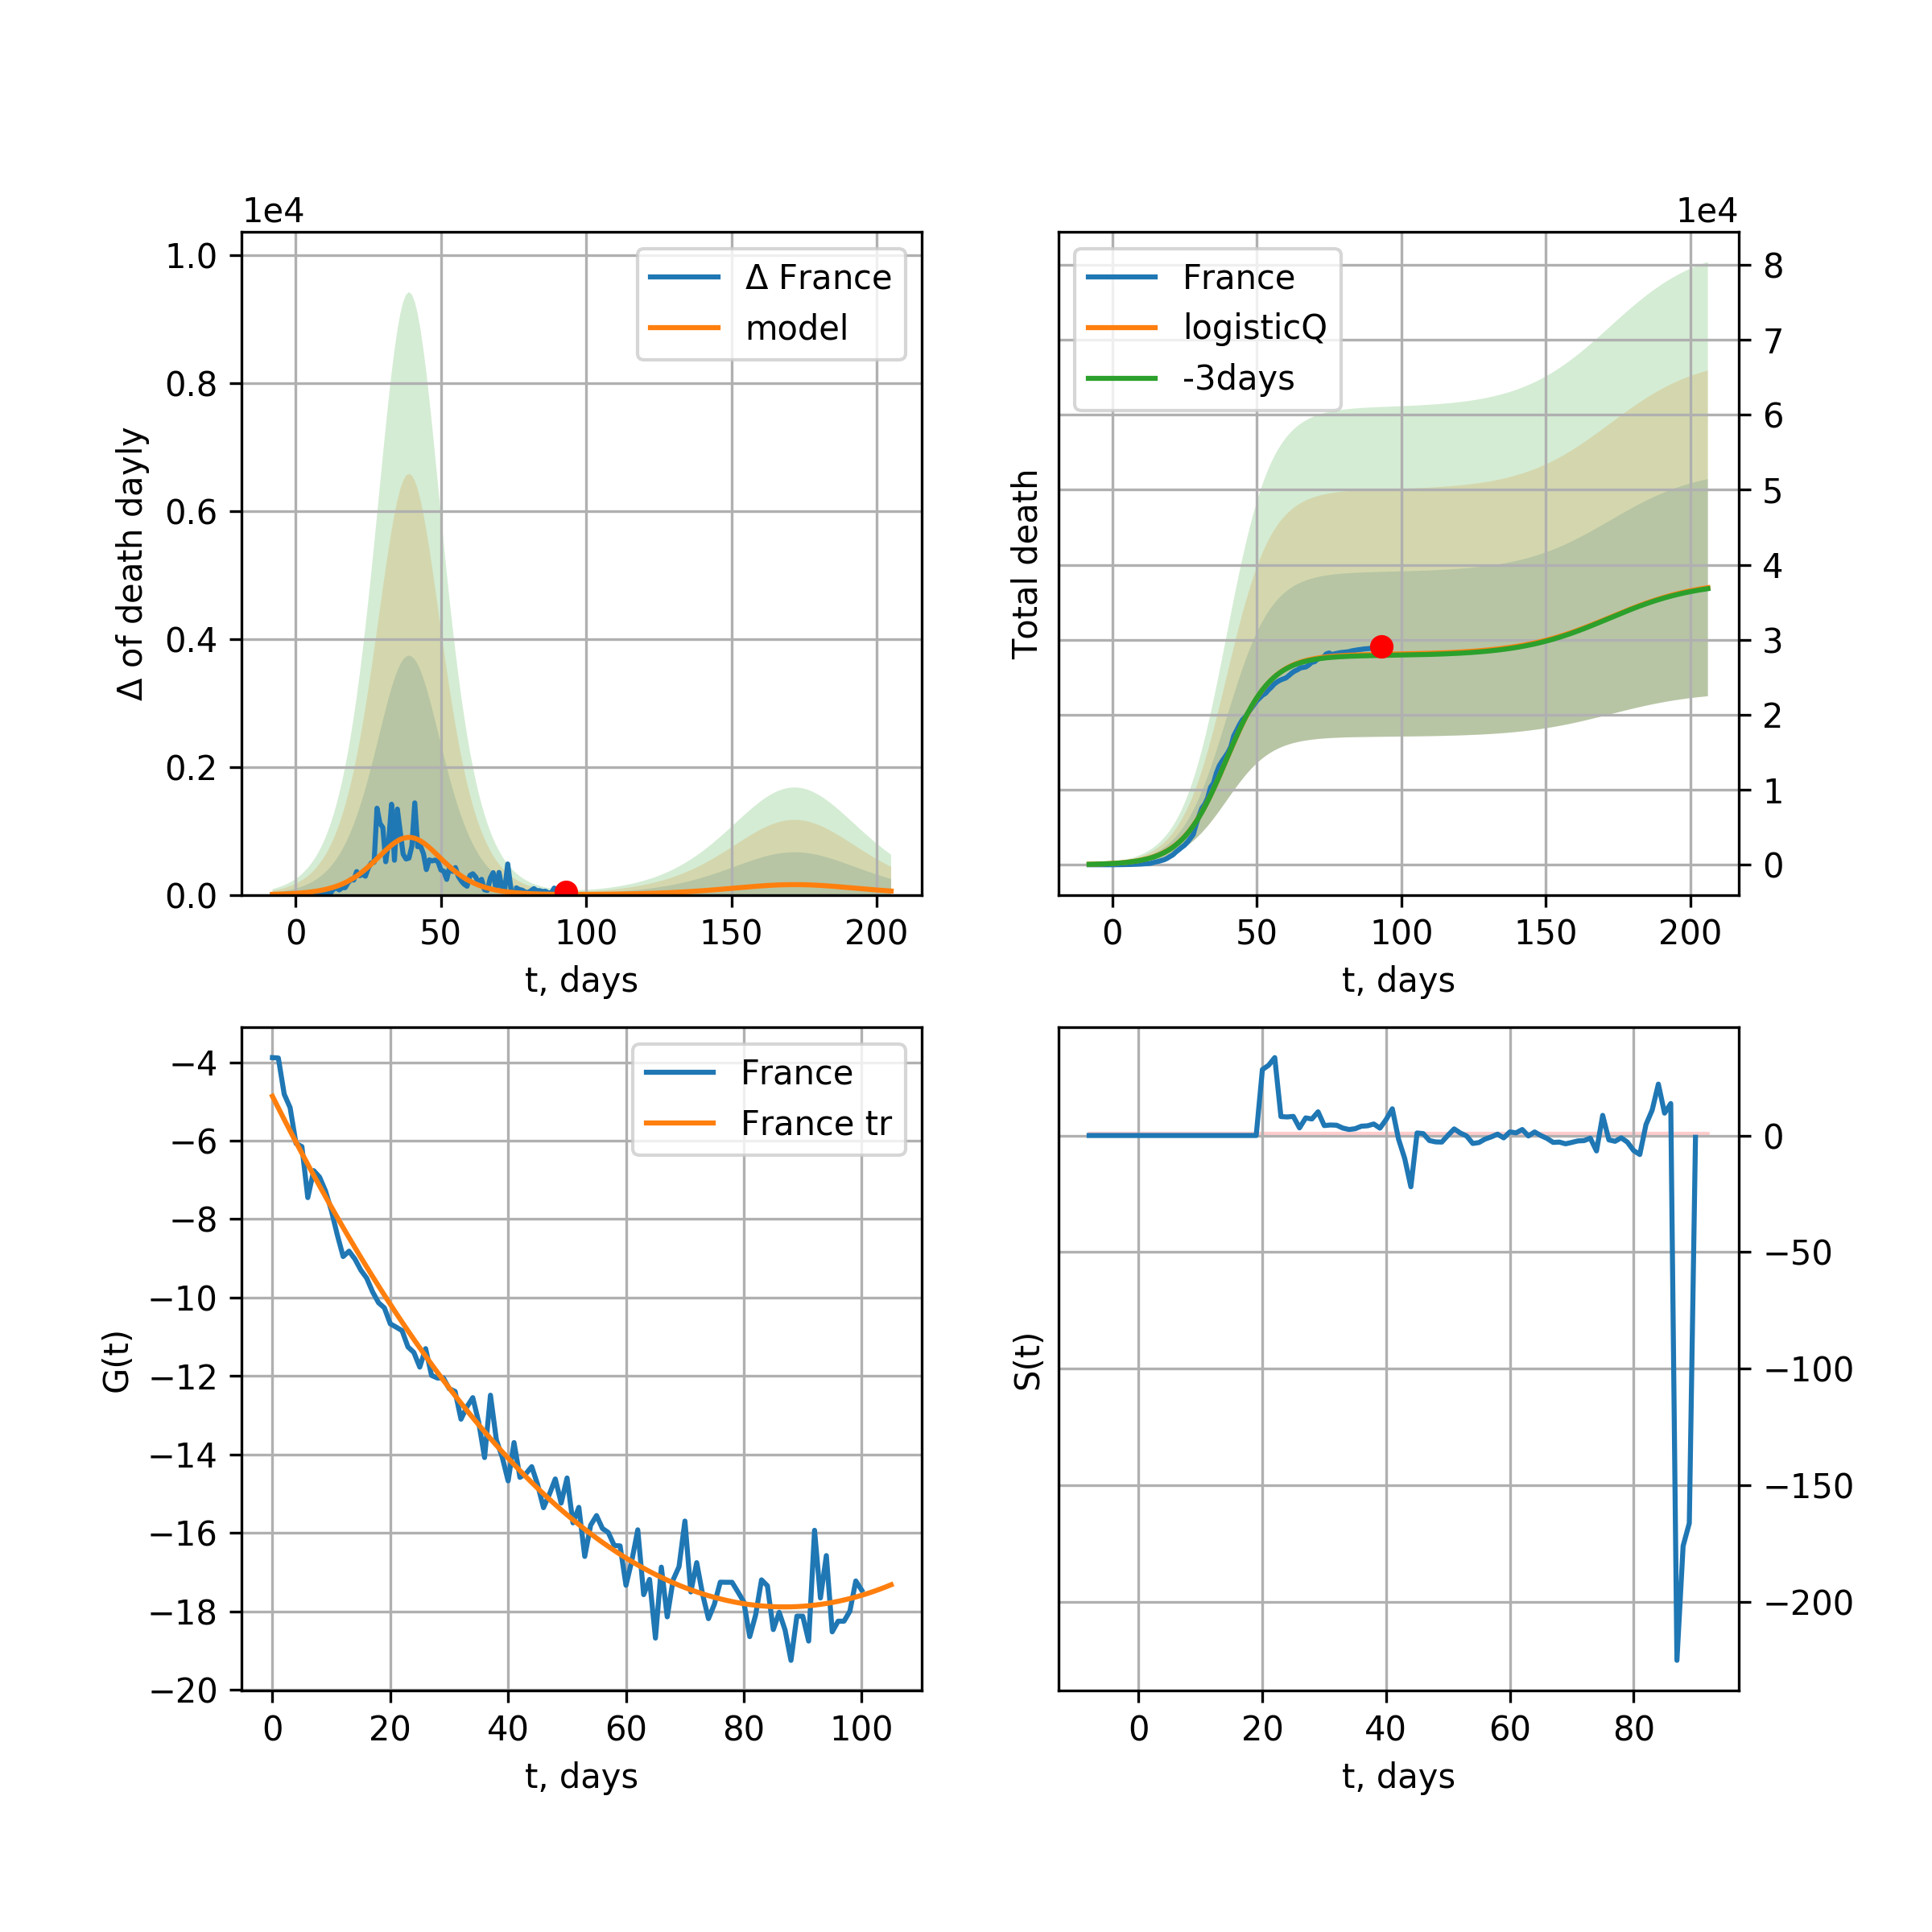 1e4
1.0
0.8
0.6
0.4
0.2
0.0
Δ of death dayly
Δ France
model
0
50
100
150
200
t, days
1e4
8
7
6
5
4
3
2
1
0
Total death
France
logisticQ
-3days
0
50
100
150
200
t, days
−4
−6
−8
−10
−12
−14
−16
−18
−20
G(t)
France
France tr
0
20
40
60
80
100
t, days
0
−50
−100
−150
−200
S(t)
0
20
40
60
80
t, days